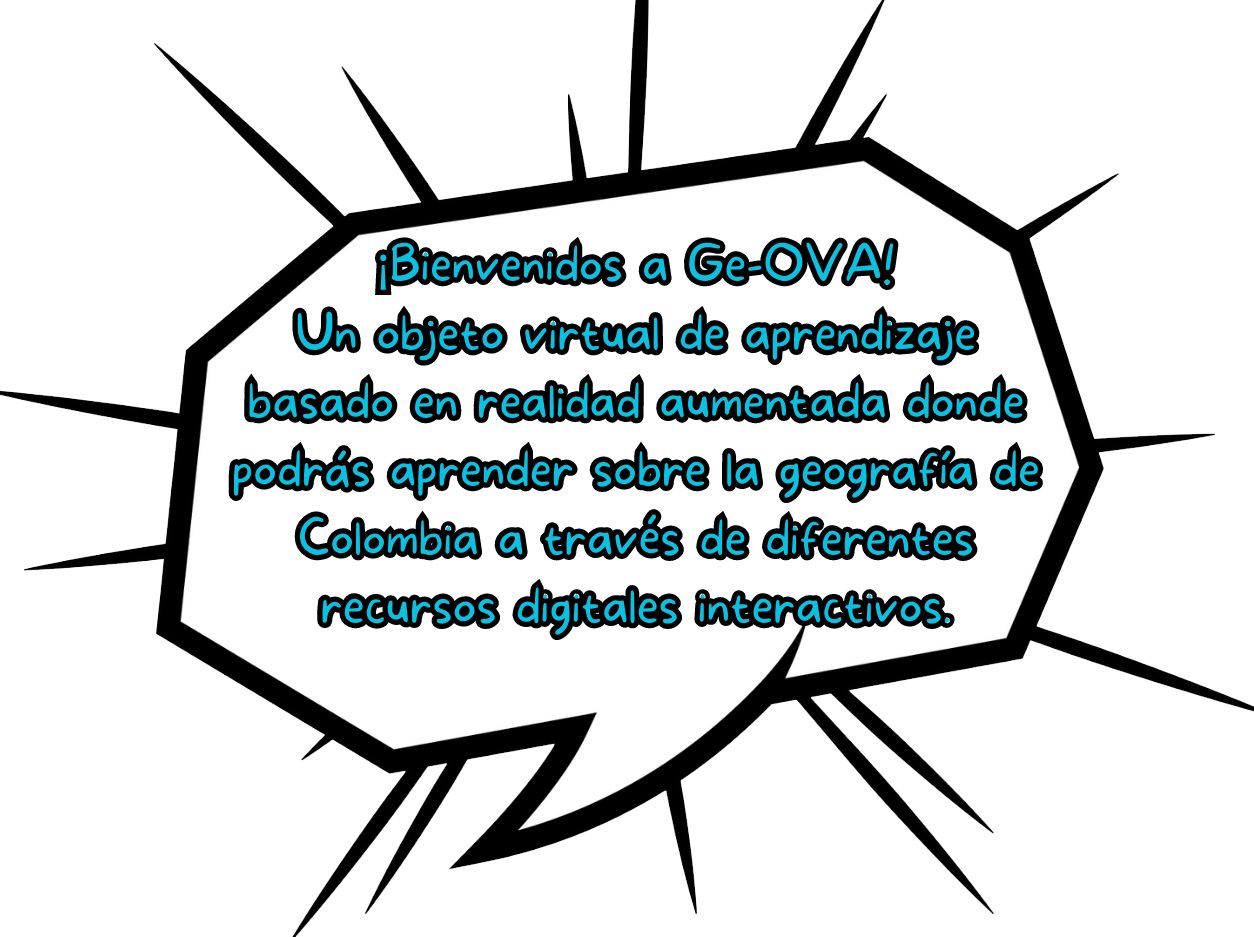 ¡Bienvenidos a Ge-OVA!
Un objeto virtual de aprendizaje
basado en realidad aumentada donde
podrás aprender sobre la geografía de
Colombia a través de diferentes
recursos digitales interactivos.